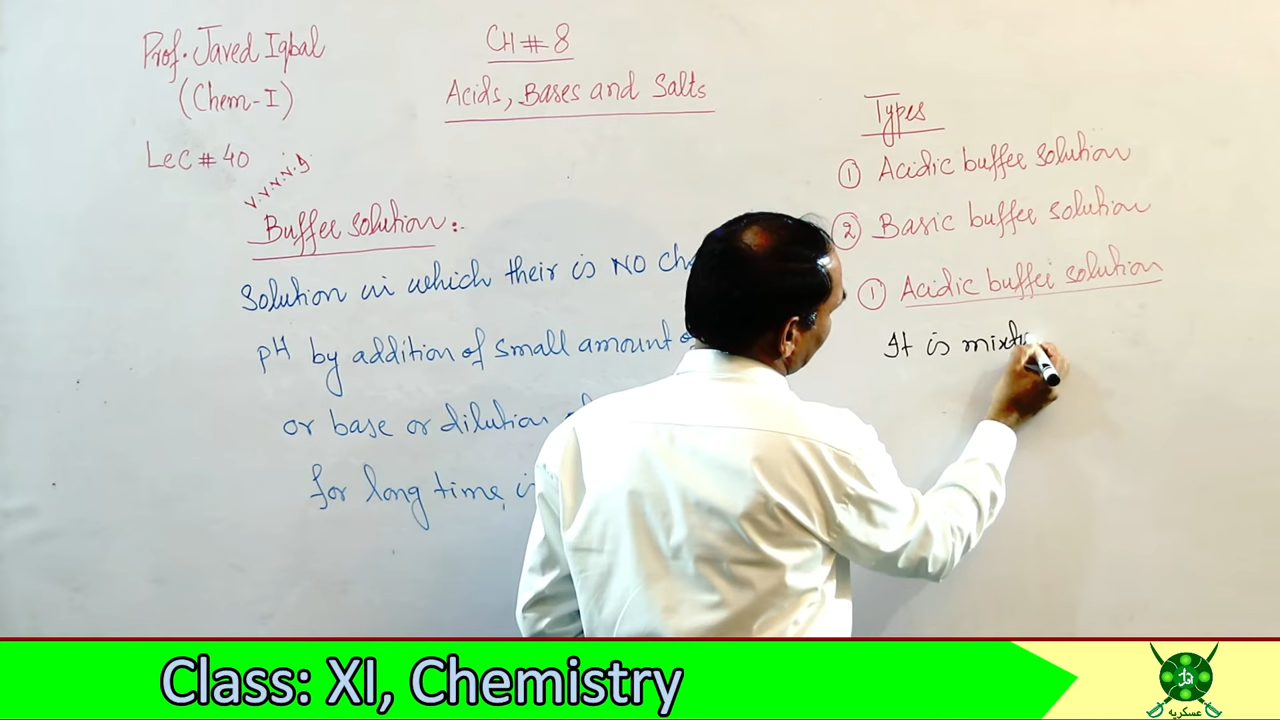 Prof. Javed Iqbal
(Chem-I)
Lec # 40
CH # 8
Acids, Bases and Salts
V.V.V.V.
Buffer solution:-
Solution in which their is NO
pH by addition of small amount
or base or dilution
for long time
Types
① Acidic buffer solution
② Basic buffer solution
① Acidic buffer solution
It is
Class: XI, Chemistry
عسکریہ